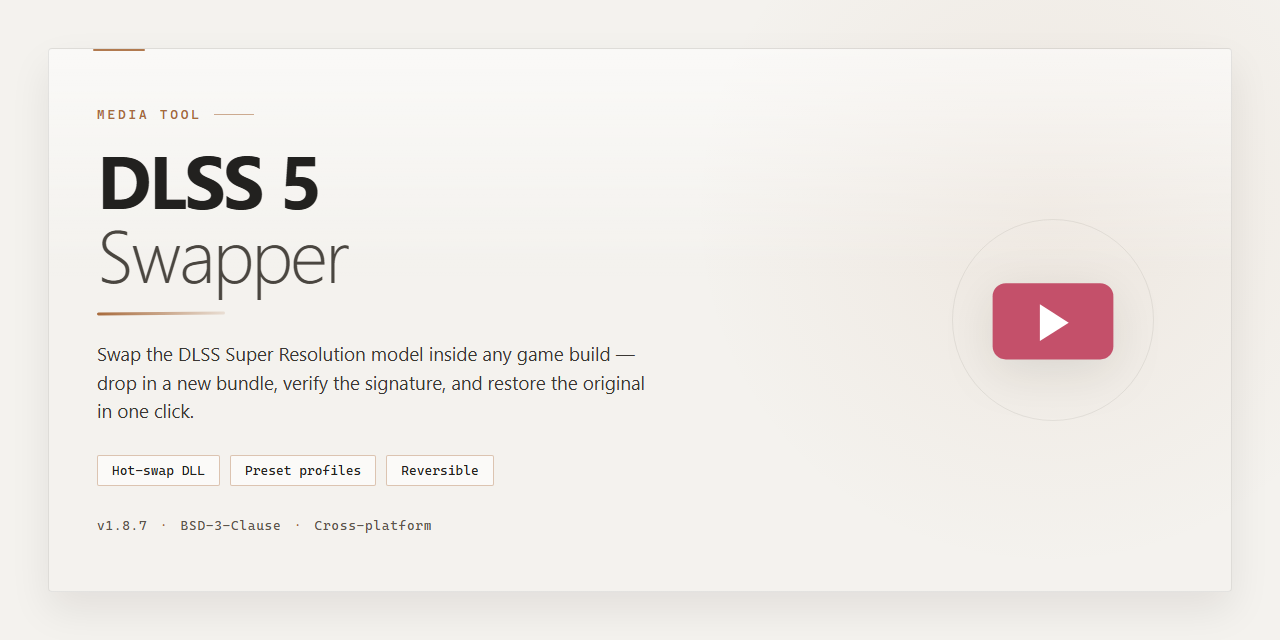 MEDIA TOOL
DLSS 5
Swapper
Swap the DLSS Super Resolution model inside any game build —
drop in a new bundle, verify the signature, and restore the original
in one click.
Hot-swap DLL Preset profiles Reversible
v1.8.7 · BSD-3-Clause · Cross-platform